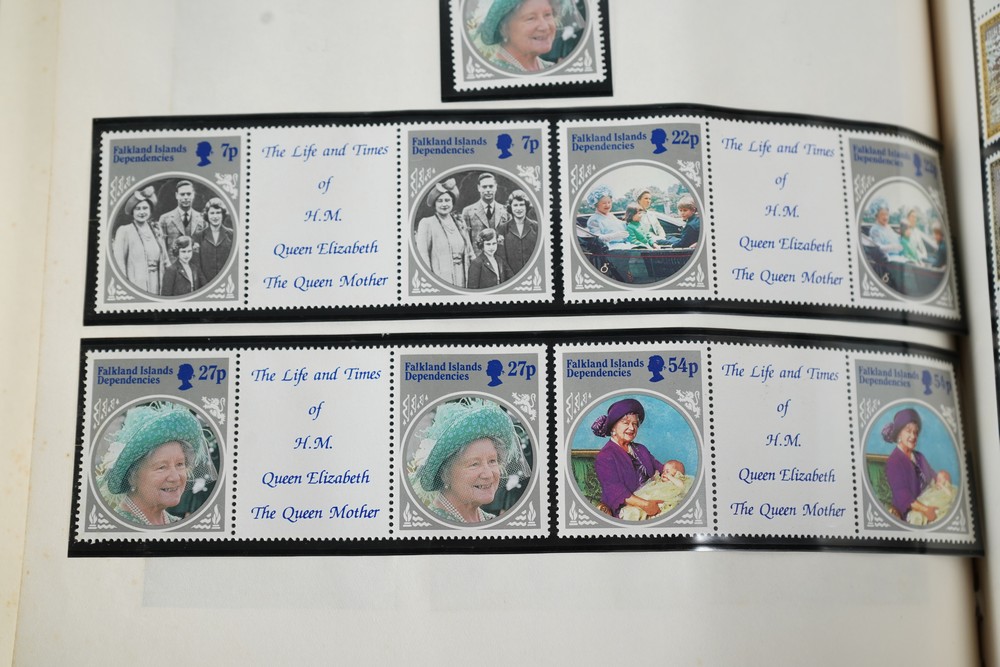 Falkland Islands
Dependencies 7p
The Life and Times
of
H.M.
Queen Elizabeth
The Queen Mother
Falkland Islands
Dependencies 7p
Falkland Islands
Dependencies 22p
The Life and Times
of
H.M.
Queen Elizabeth
The Queen Mother
Falkland Islands
Dependencies
Falkland Islands
Dependencies 27p
The Life and Times
of
H.M.
Queen Elizabeth
The Queen Mother
Falkland Islands
Dependencies 27p
Falkland Islands
Dependencies 54p
The Life and Times
of
H.M.
Queen Elizabeth
The Queen Mother
Falkland Islands
Dependencies 54p